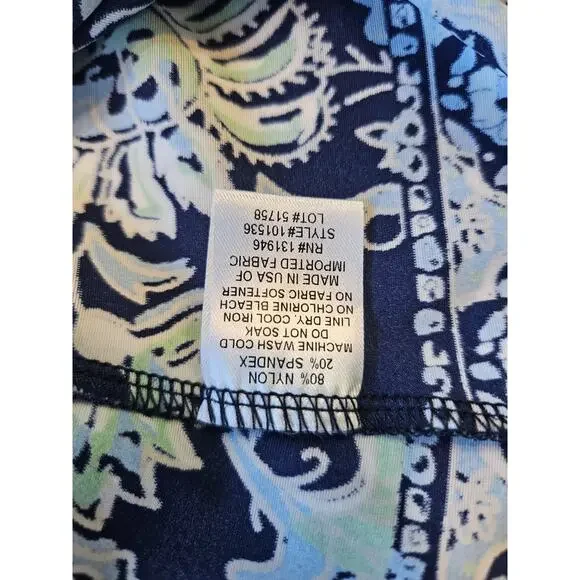 80% NYLON
20% SPANDEX
MACHINE WASH COLD
DO NOT SOAK
LINE DRY. COOL IRON
NO CHLORINE BLEACH
NO FABRIC SOFTENER
MADE IN USA OF
IMPORTED FABRIC
RN# 131946
STYLE#101536
LOT# 51758